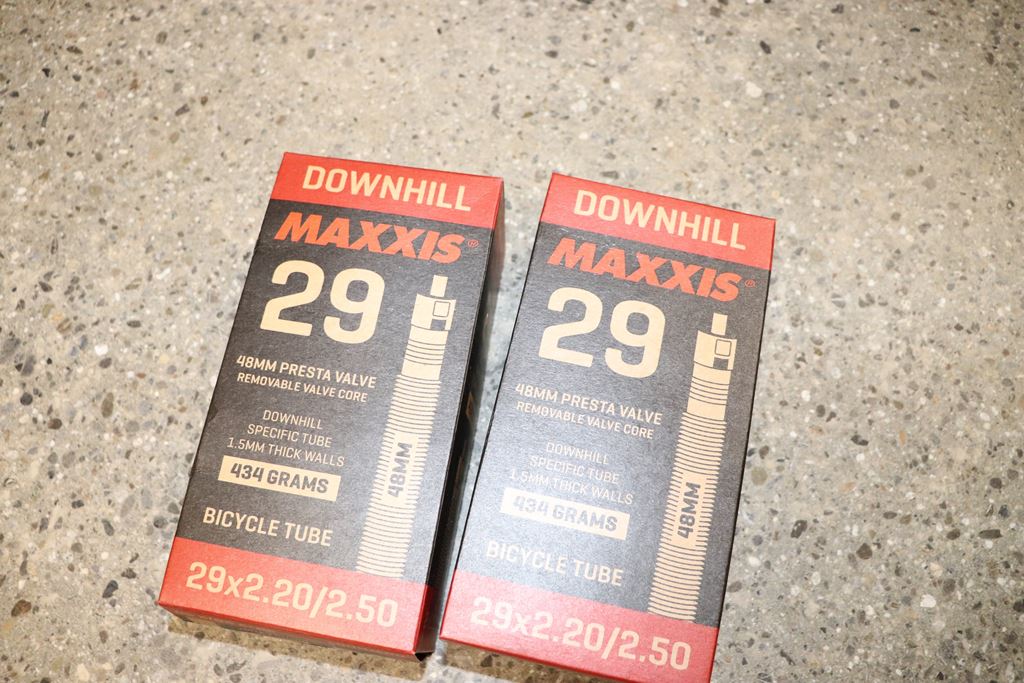 DOWNHILL
MAXXIS®
29
48MM PRESTA VALVE
REMOVABLE VALVE CORE
DOWNHILL
SPECIFIC TUBE
1.5MM THICK WALLS
434 GRAMS
48MM
BICYCLE TUBE
29x2.20/2.50
DOWNHILL
MAXXIS®
29
48MM PRESTA VALVE
REMOVABLE VALVE CORE
DOWNHILL
SPECIFIC TUBE
1.5MM THICK WALLS
434 GRAMS
48MM
BICYCLE TUBE
29x2.20/2.50